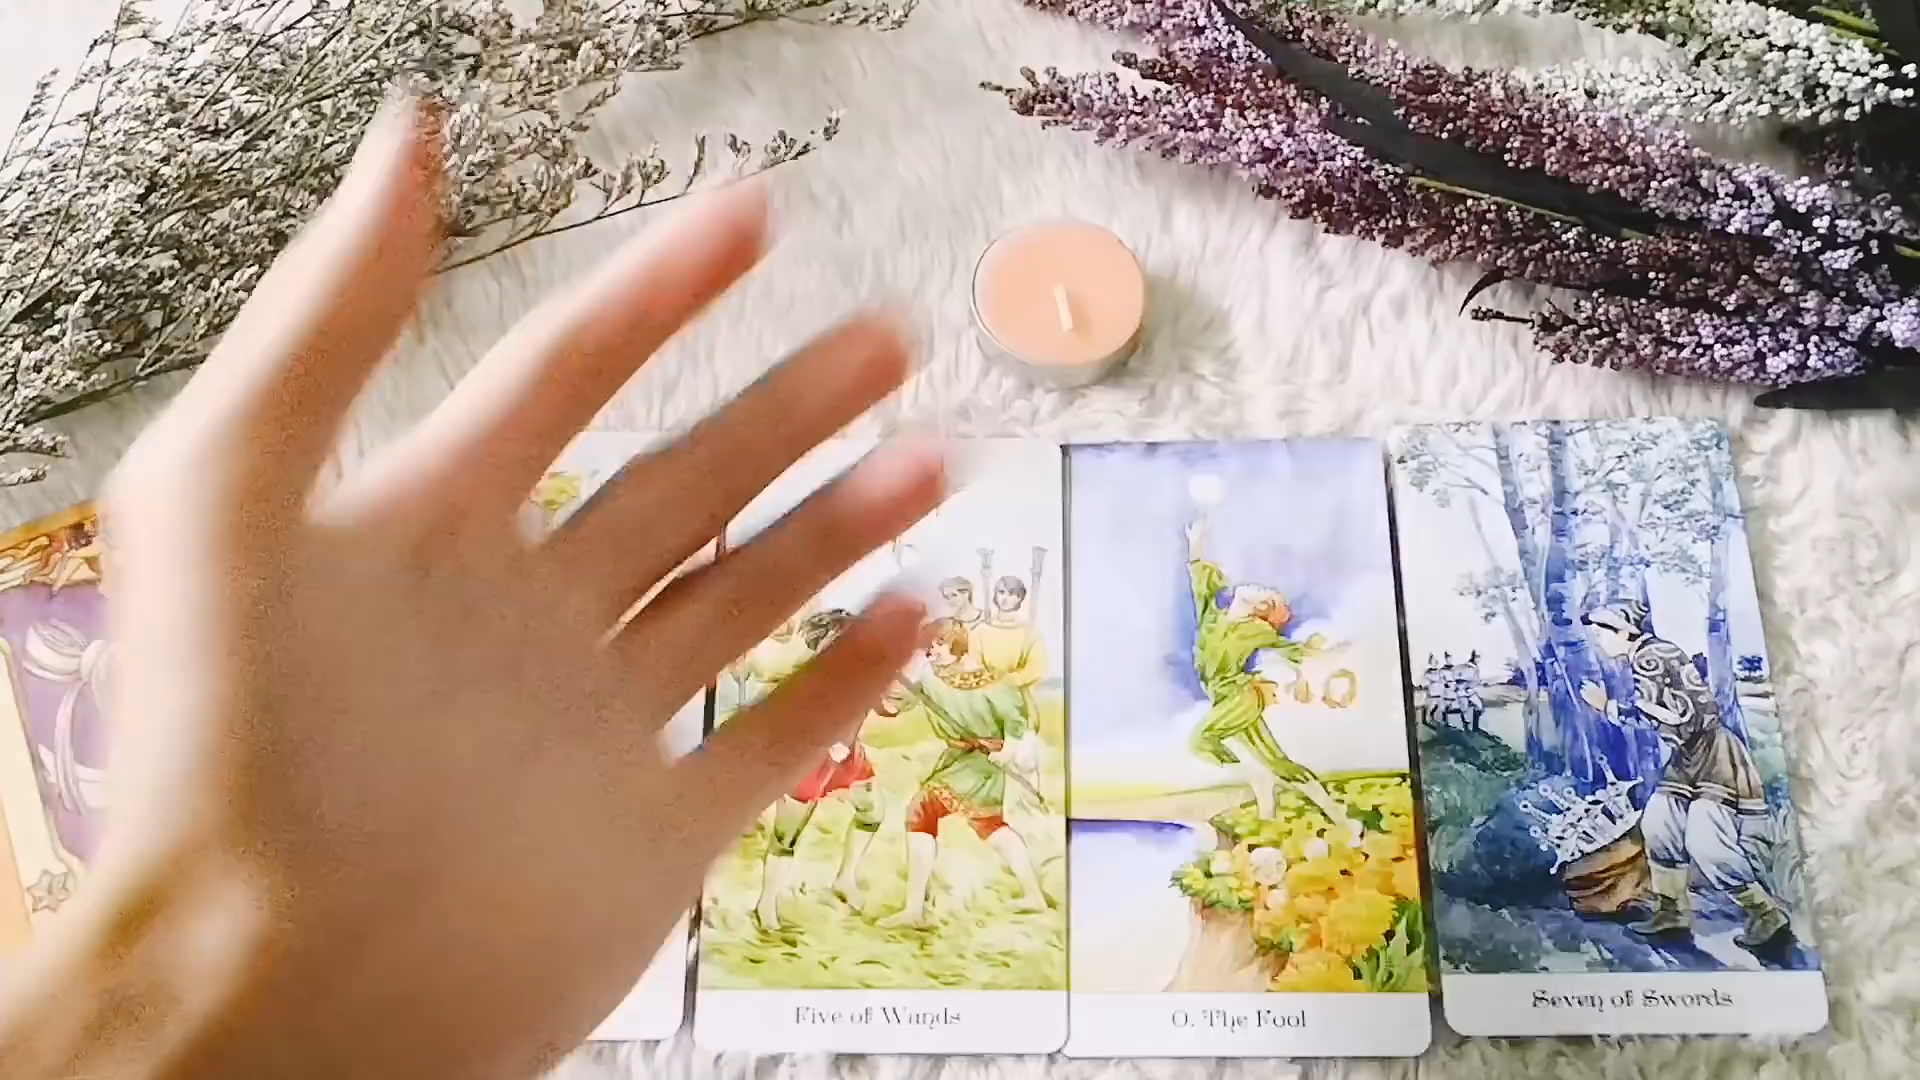 Five of Wands
0. The Fool
Seven of Swords